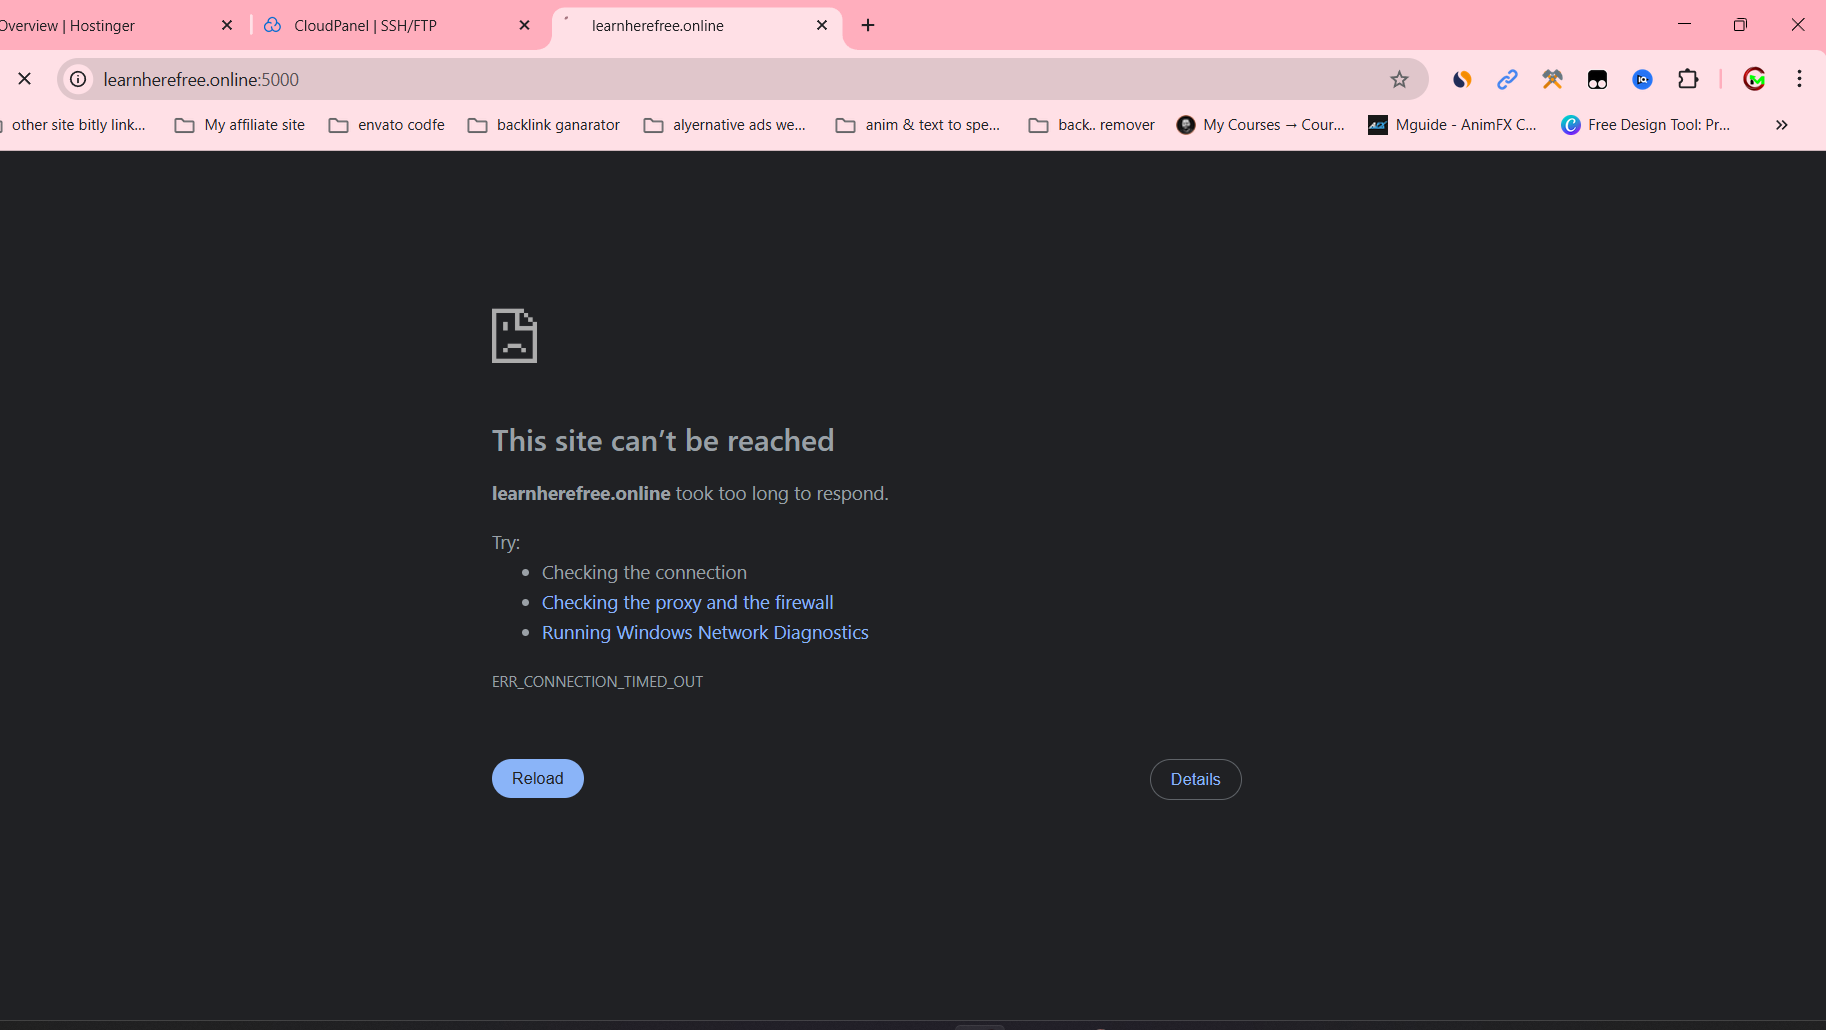 Overview | Hostinger
CloudPanel | SSH/FTP
learnherefree.online
learnherefree.online:5000
other site bitly link...
My affiliate site
envato codfe
backlink ganarator
alyernative ads we...
anim & text to spe...
back.. remover
My Courses → Cour...
Mguide - AnimFX C...
Free Design Tool: Pr...
This site can’t be reached
learnherefree.online took too long to respond.
Try:
Checking the connection
Checking the proxy and the firewall
Running Windows Network Diagnostics
ERR_CONNECTION_TIMED_OUT
Reload
Details